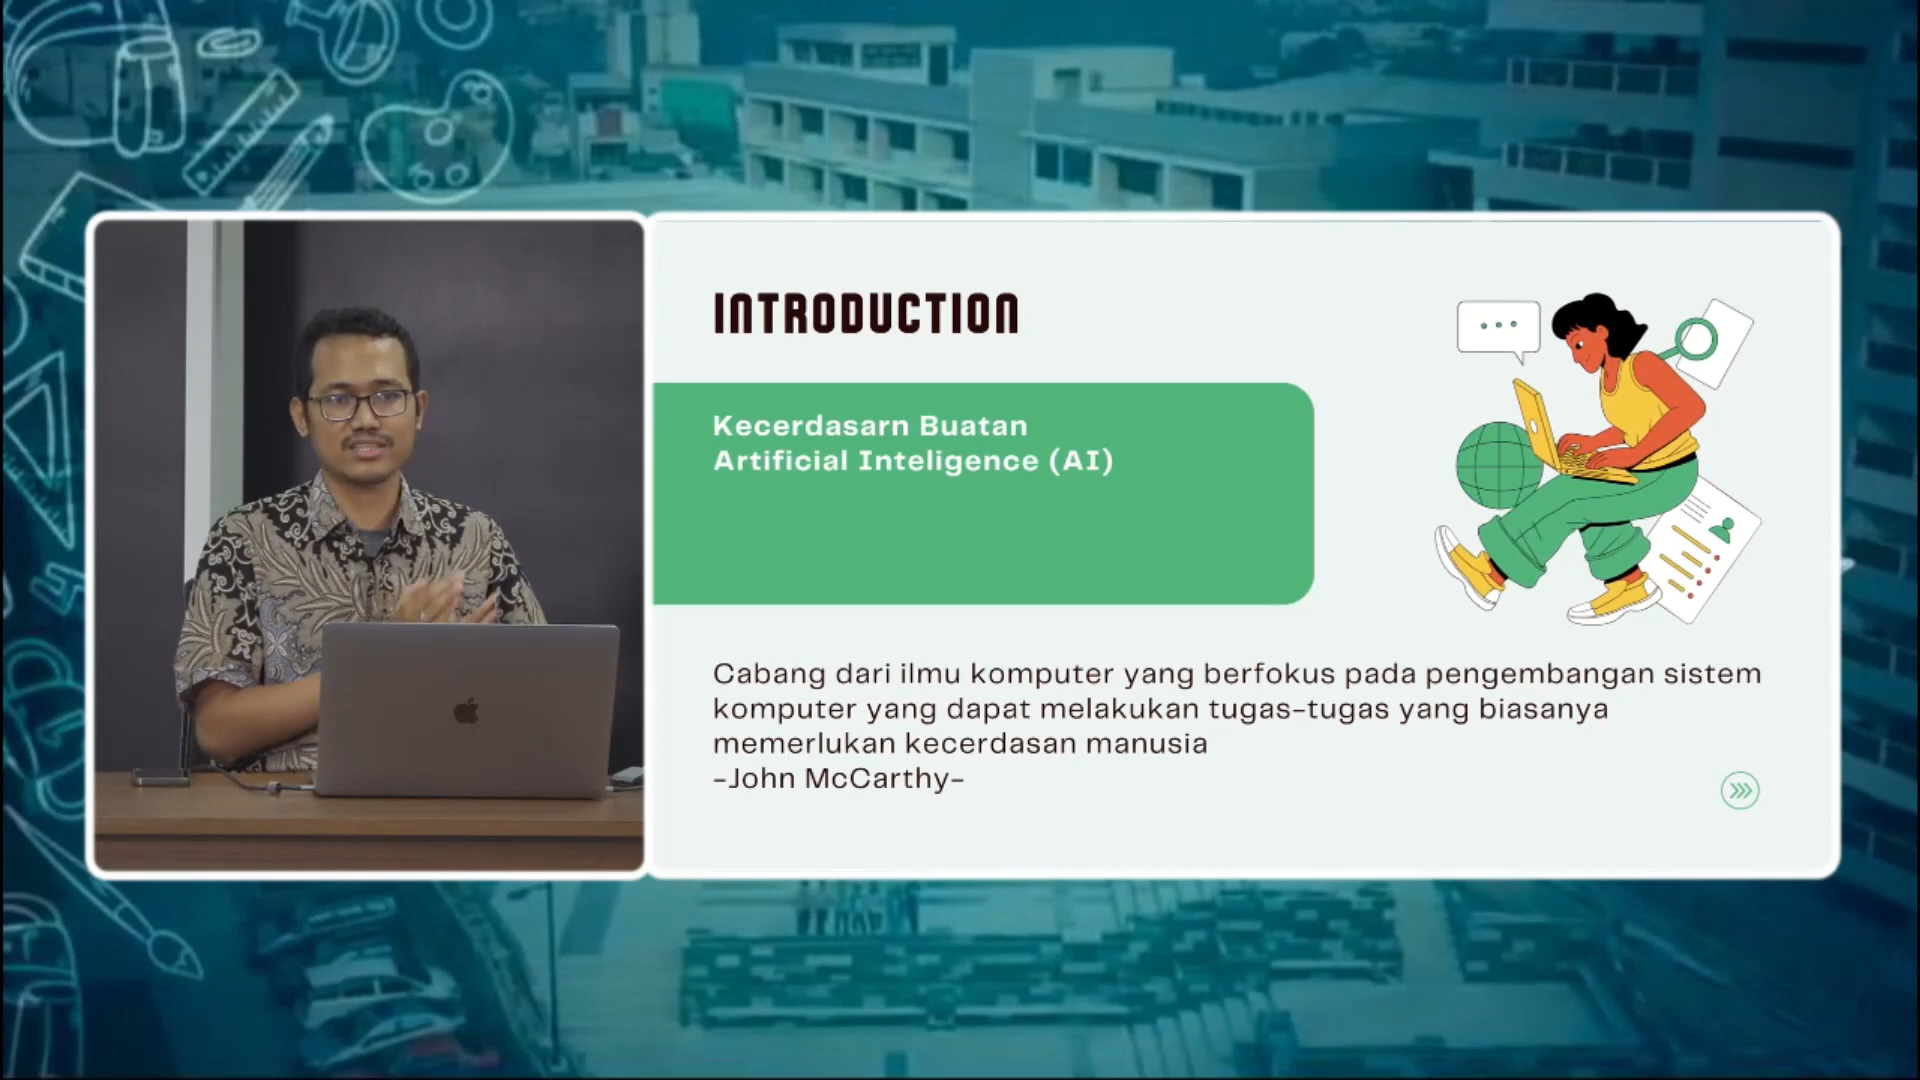 INTRODUCTION
Kecerdasarn Buatan
Artificial Inteligence (AI)
Cabang dari ilmu komputer yang berfokus pada pengembangan sistem
komputer yang dapat melakukan tugas-tugas yang biasanya
memerlukan kecerdasan manusia
-John McCarthy-